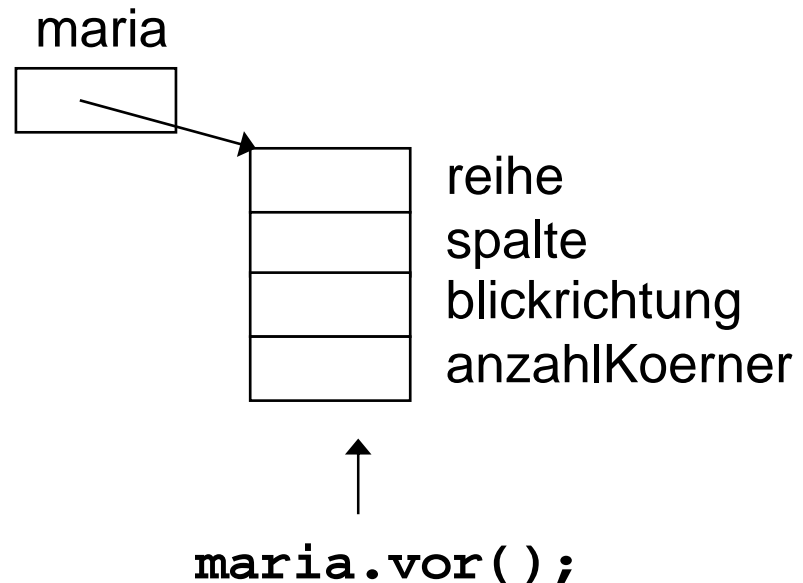 maria
reihe
spalte
blickrichtung
anzahlKoerner
maria.vor();